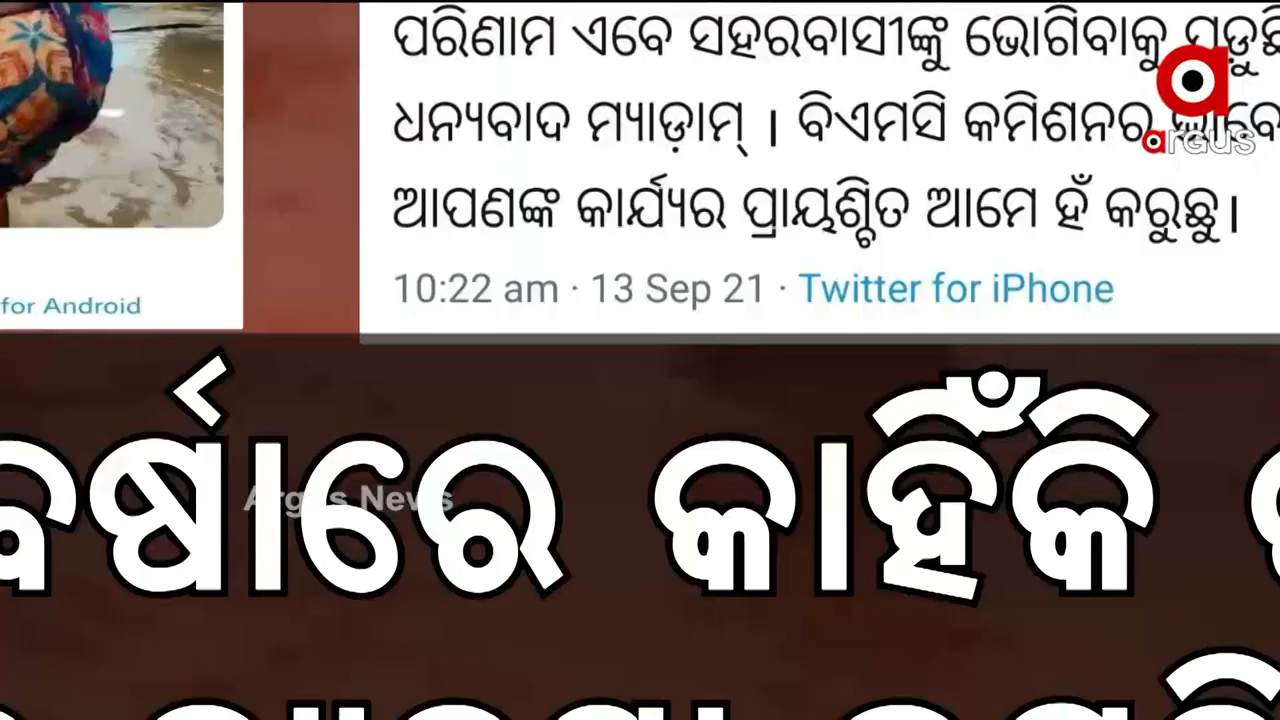 ପରିଣାମ ଏବେ ସହରବାସୀଙ୍କୁ ଭୋଗିବାକୁ
ଧନ୍ୟବାଦ ମ୍ୟାଡ଼ାମ୍ । ବିଏମସି କମିଶନର
ଆପଣଙ୍କ କାର୍ଯ୍ୟର ପ୍ରାୟଶ୍ଚିତ ଆମେ ହିଁ କରୁଛୁ।
10:22 am · 13 Sep 21 · Twitter for iPhone
for Android
argus
ବର୍ଷାରେ କାହିଁକି
Argus News